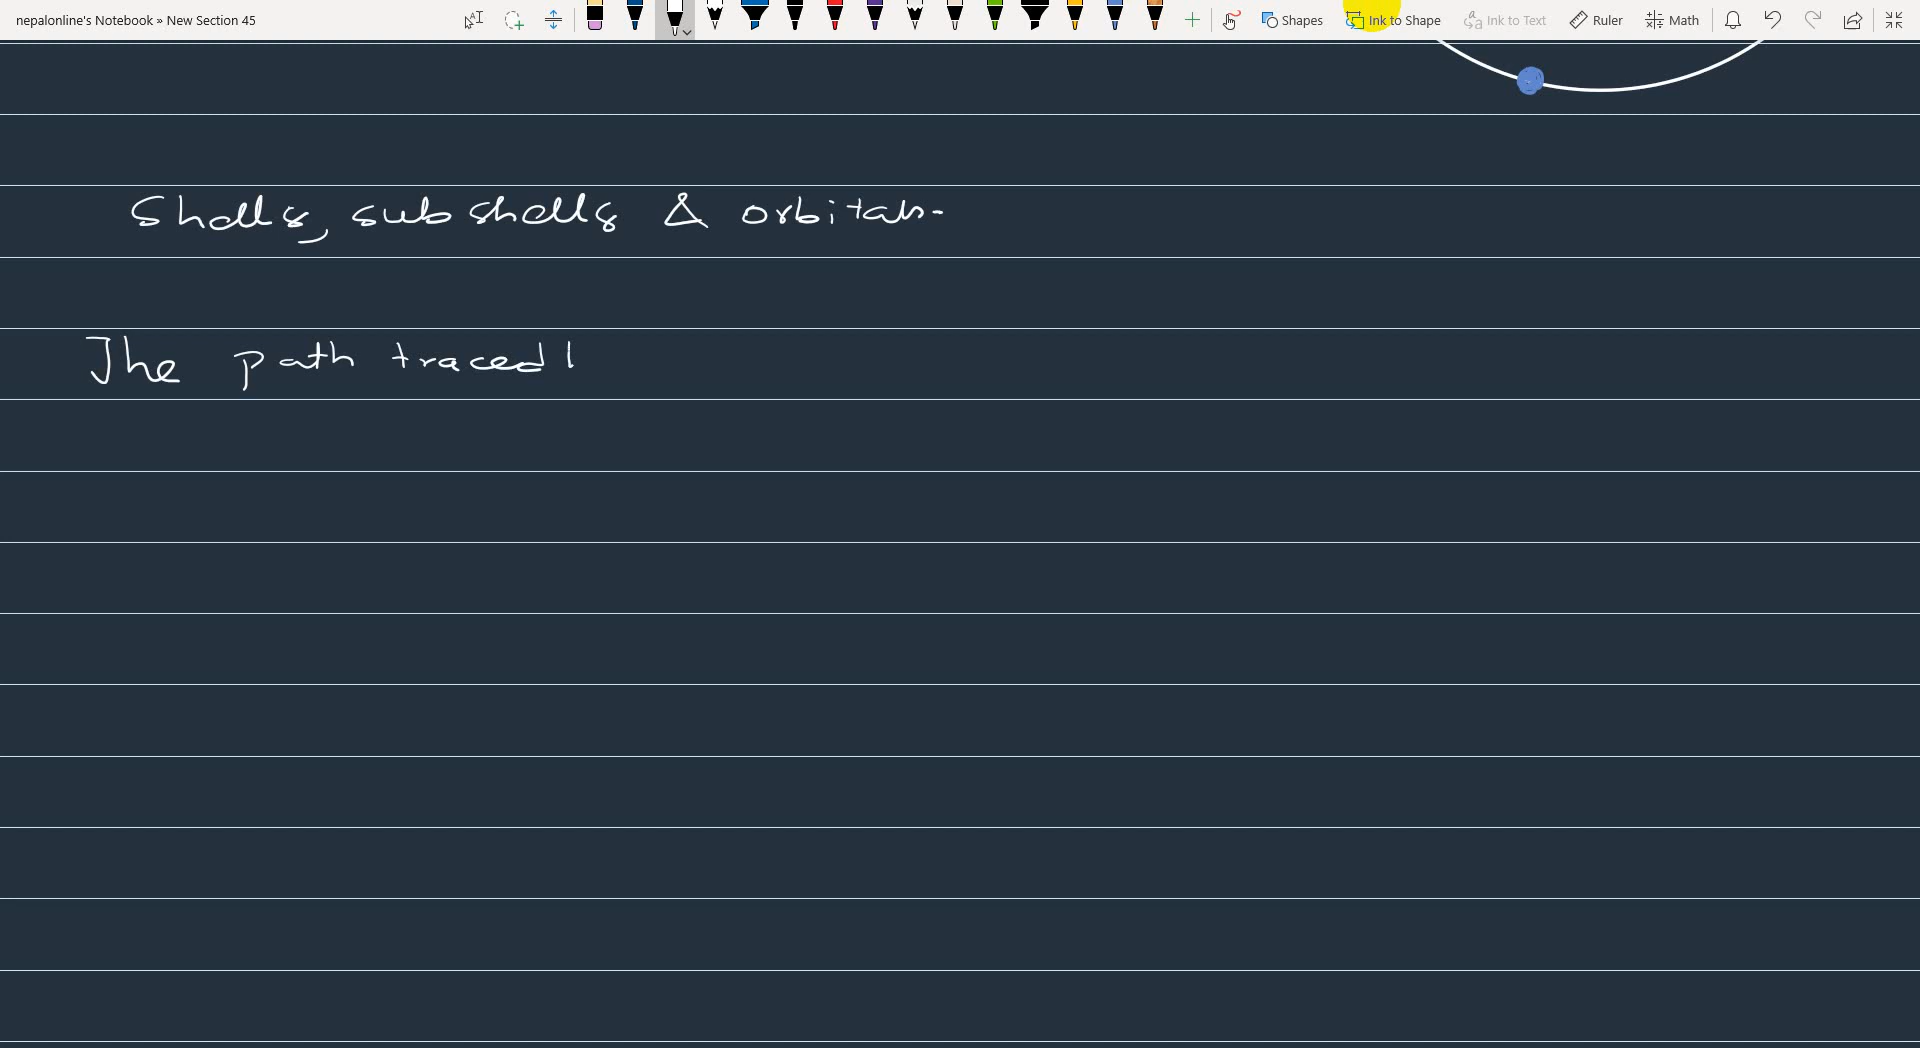 nepalonline's Notebook » New Section 45
Shapes
Ink to Shape
Ink to Text
Ruler
Math
Shells, subshells & orbitals-
The path traced